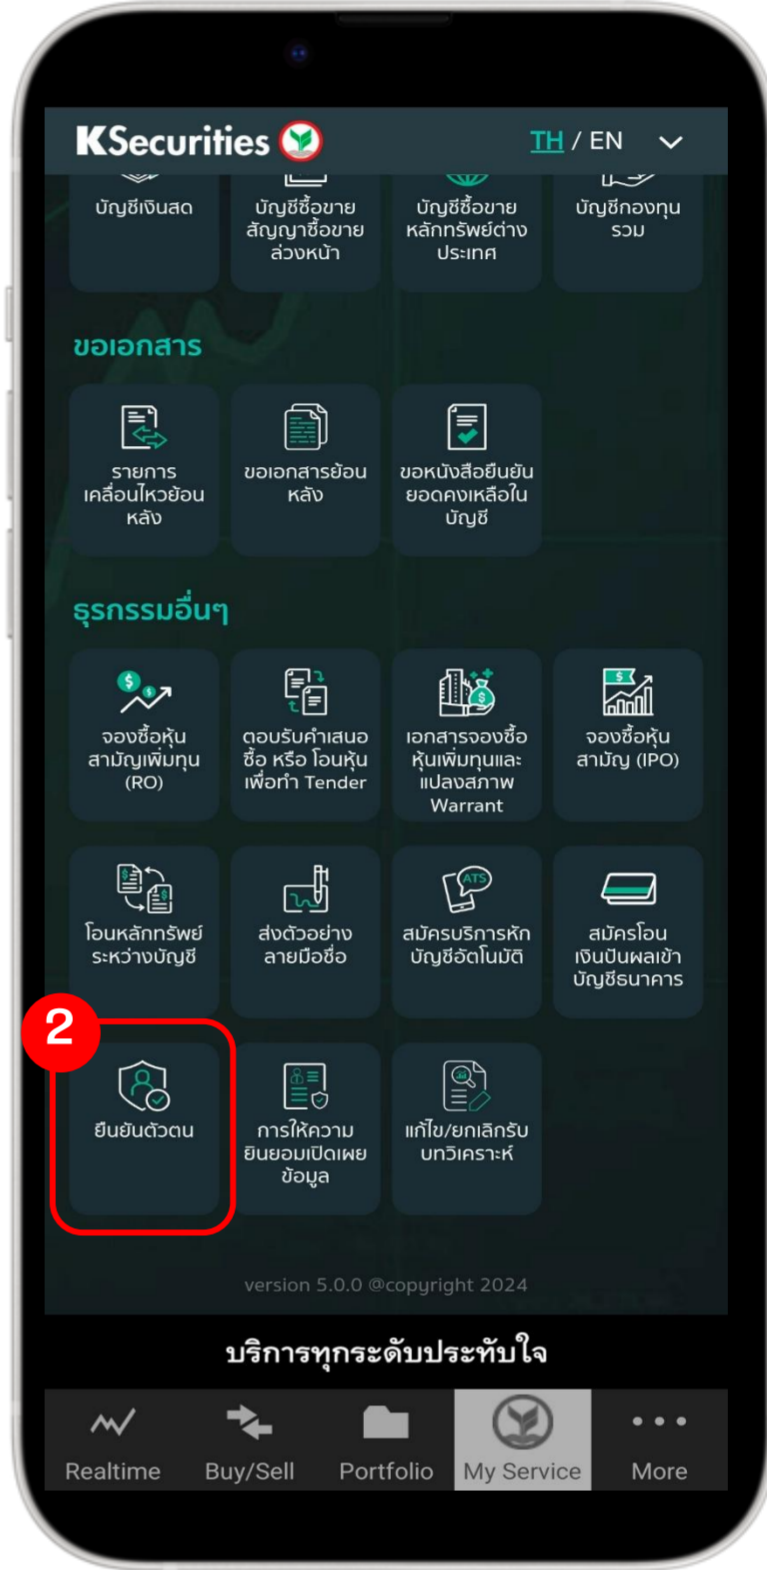 KSecurities
TH / EN
บัญชีเงินสด
บัญชีซื้อขาย
สัญญาซื้อขาย
ล่วงหน้า
บัญชีซื้อขาย
หลักทรัพย์ต่าง
ประเทศ
บัญชีกองทุน
รวม
ขอเอกสาร
รายการ
เคลื่อนไหวย้อน
หลัง
ขอเอกสารย้อน
หลัง
ขอหนังสือยืนยัน
ยอดคงเหลือใน
บัญชี
ธุรกรรมอื่นๆ
จองซื้อหุ้น
สามัญเพิ่มทุน
(RO)
ตอบรับคำเสนอ
ซื้อ หรือ โอนหุ้น
เพื่อทำ Tender
เอกสารจองซื้อ
หุ้นเพิ่มทุนและ
แปลงสภาพ
Warrant
จองซื้อหุ้น
สามัญ (IPO)
โอนหลักทรัพย์
ระหว่างบัญชี
ส่งตัวอย่าง
ลายมือชื่อ
ATS
สมัครบริการหัก
บัญชีอัตโนมัติ
สมัครโอน
เงินปันผลเข้า
บัญชีธนาคาร
2
ยืนยันตัวตน
การให้ความ
ยินยอมเปิดเผย
ข้อมูล
แก้ไข/ยกเลิกรับ
บทวิเคราะห์
version 5.0.0 @copyright 2024
บริการทุกระดับประทับใจ
Realtime
Buy/Sell
Portfolio
My Service
More